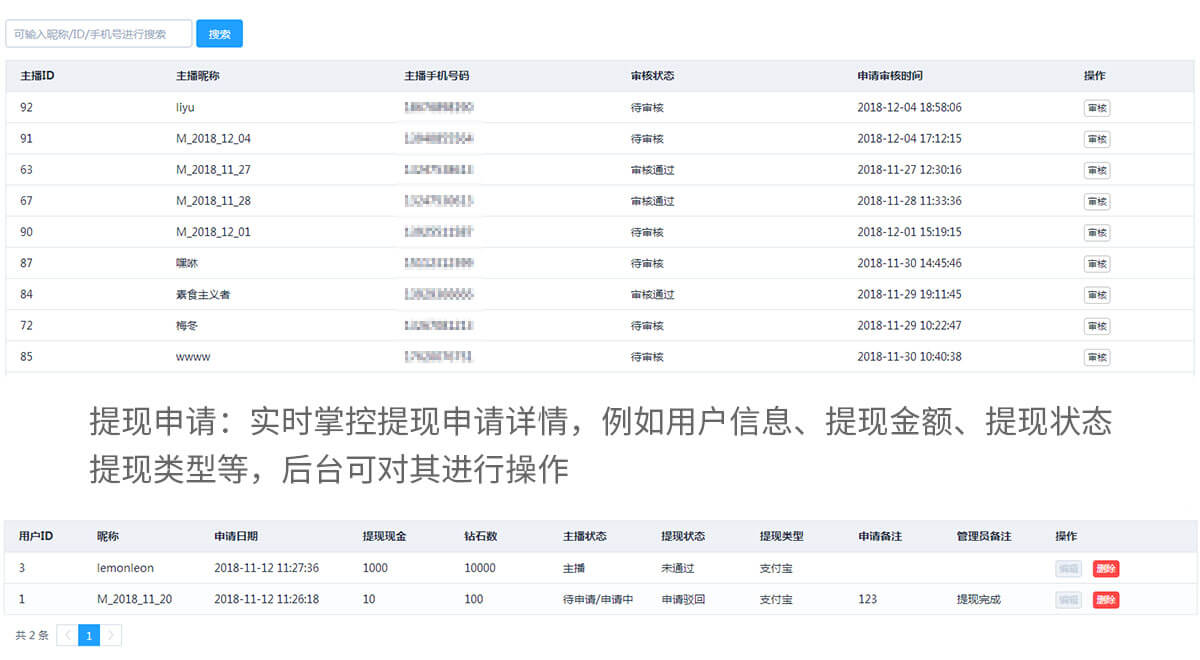 可输入昵称/ID/手机号进行搜索 搜索
主播ID 主播昵称 主播手机号码 审核状态 申请审核时间 操作
92 liyu 待审核 2018-12-04 18:58:06 审核
91 M_2018_12_04 待审核 2018-12-04 17:12:15 审核
63 M_2018_11_27 审核通过 2018-11-27 12:30:16 审核
67 M_2018_11_28 审核通过 2018-11-28 11:33:36 审核
90 M_2018_12_01 待审核 2018-12-01 15:19:15 审核
87 嘿咻 待审核 2018-11-30 14:45:46 审核
84 素食主义者 审核通过 2018-11-29 19:11:45 审核
72 梅冬 待审核 2018-11-29 10:22:47 审核
85 wwww 待审核 2018-11-30 10:40:38 审核
提现申请：实时掌控提现申请详情，例如用户信息、提现金额、提现状态
提现类型等，后台可对其进行操作
用户ID 昵称 申请日期 提现现金 钻石数 主播状态 提现状态 提现类型 申请备注 管理员备注 操作
3 lemonleon 2018-11-12 11:27:36 1000 10000 主播 未通过 支付宝 编辑 删除
1 M_2018_11_20 2018-11-12 11:26:18 10 100 待申请/申请中 申请驳回 支付宝 123 提现完成 编辑 删除
共 2 条 1